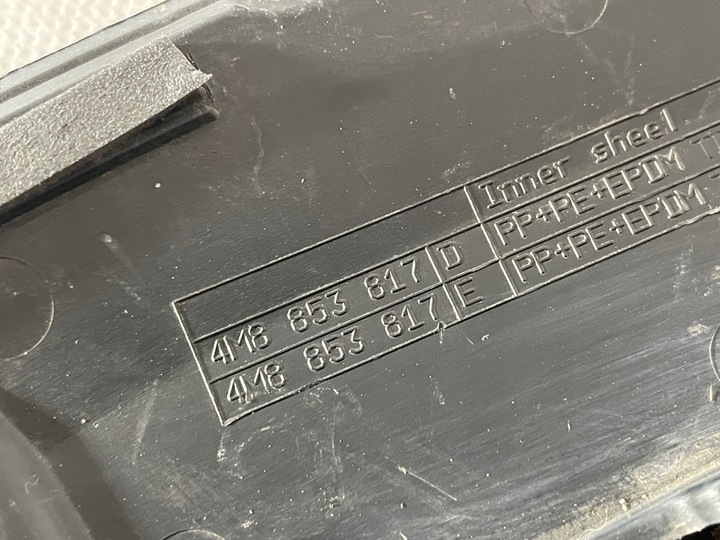 Inner sheel
4M8 853 817 D PP+PE+EPDM
4M8 853 817 E PP+PE+EPDM